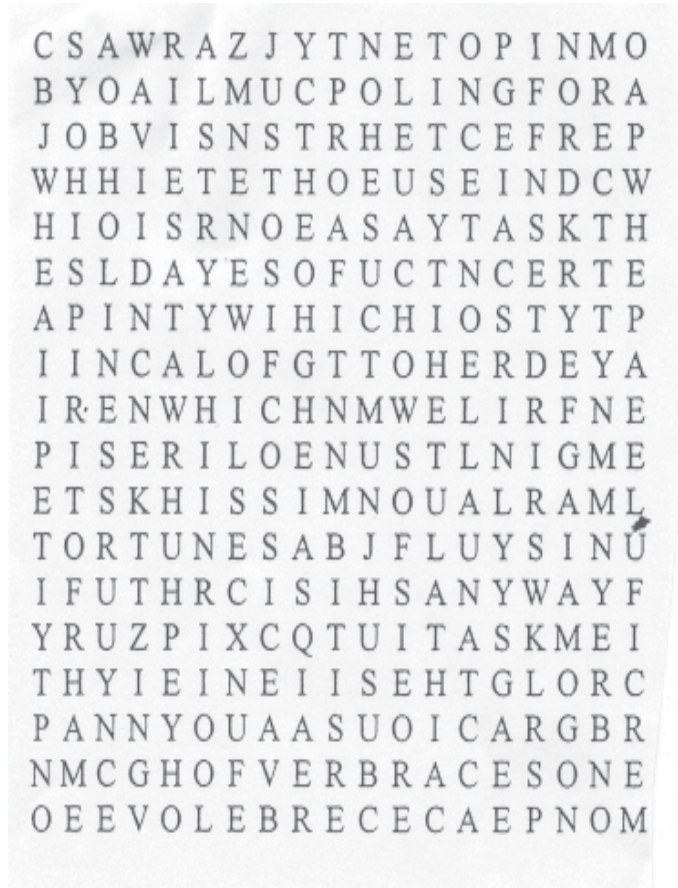 C S A W R A Z J Y T N E T O P I N M O
B Y O A I L M U C P O L I N G F O R A
J O B V I S N S T R H E T C E F R E P
W H H I E T E T H O E U S E I N D C W
H I O I S R N O E A S A Y T A S K T H
E S L D A Y E S O F U C T N C E R T E
A P I N T Y W I H I C H I O S T Y T P
I I N C A L O F G T T O H E R D E Y A
I R E N W H I C H N M W E L I R F N E
P I S E R I L O E N U S T L N I G M E
E T S K H I S S I M N O U A L R A M L
T O R T U N E S A B J F L U Y S I N U
I F U T H R C I S I H S A N Y W A Y F
Y R U Z P I X C Q T U I T A S K M E I
T H Y I E I N E I I S E H T G L O R C
P A N N Y O U A A S U O I C A R G B R
N M C G H O F V E R B R A C E S O N E
O E E V O L E B R E C E C A E P N O M